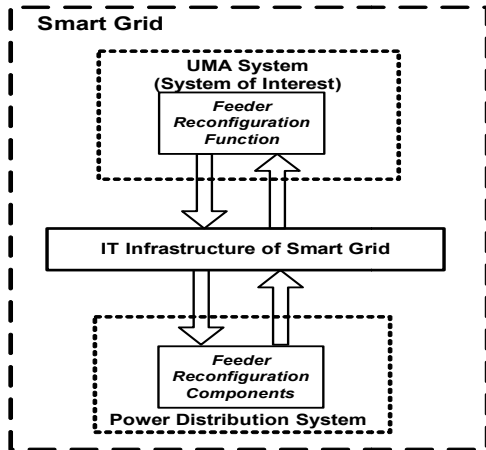 Smart Grid
UMA System
(System of Interest)
Feeder
Reconfiguration
Function
IT Infrastructure of Smart Grid
Feeder
Reconfiguration
Components
Power Distribution System